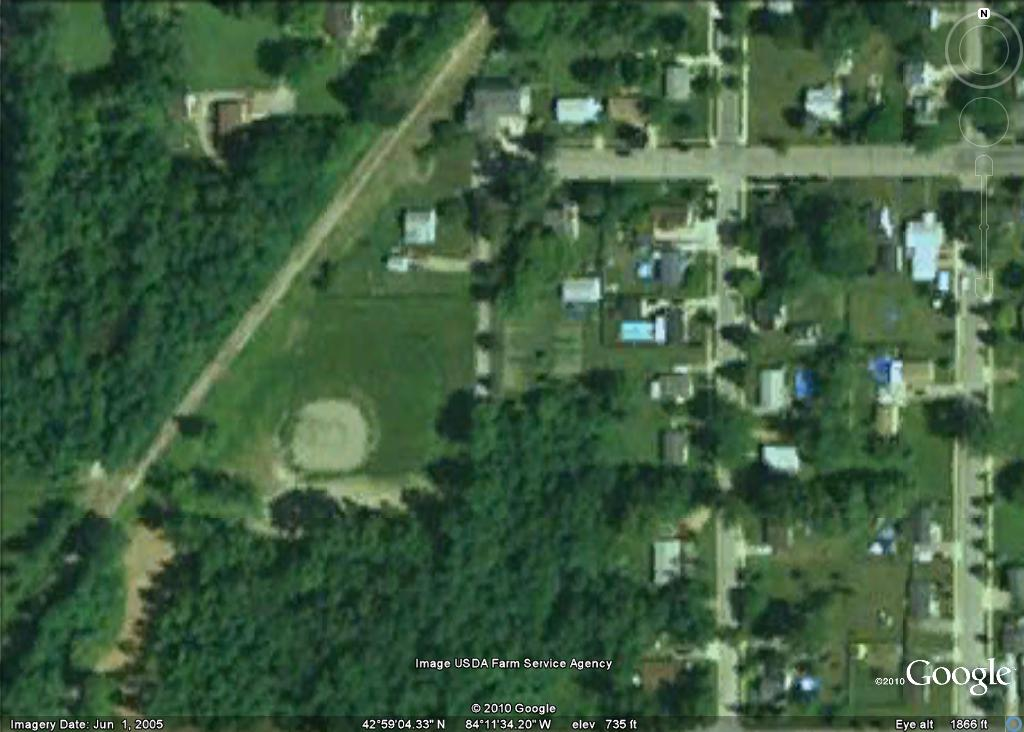 N
Image USDA Farm Service Agency
©2010 Google
© 2010 Google
Imagery Date: Jun 1, 2005 42°59'04.33" N 84°11'34.20" W elev 735 ft Eye alt 1866 ft